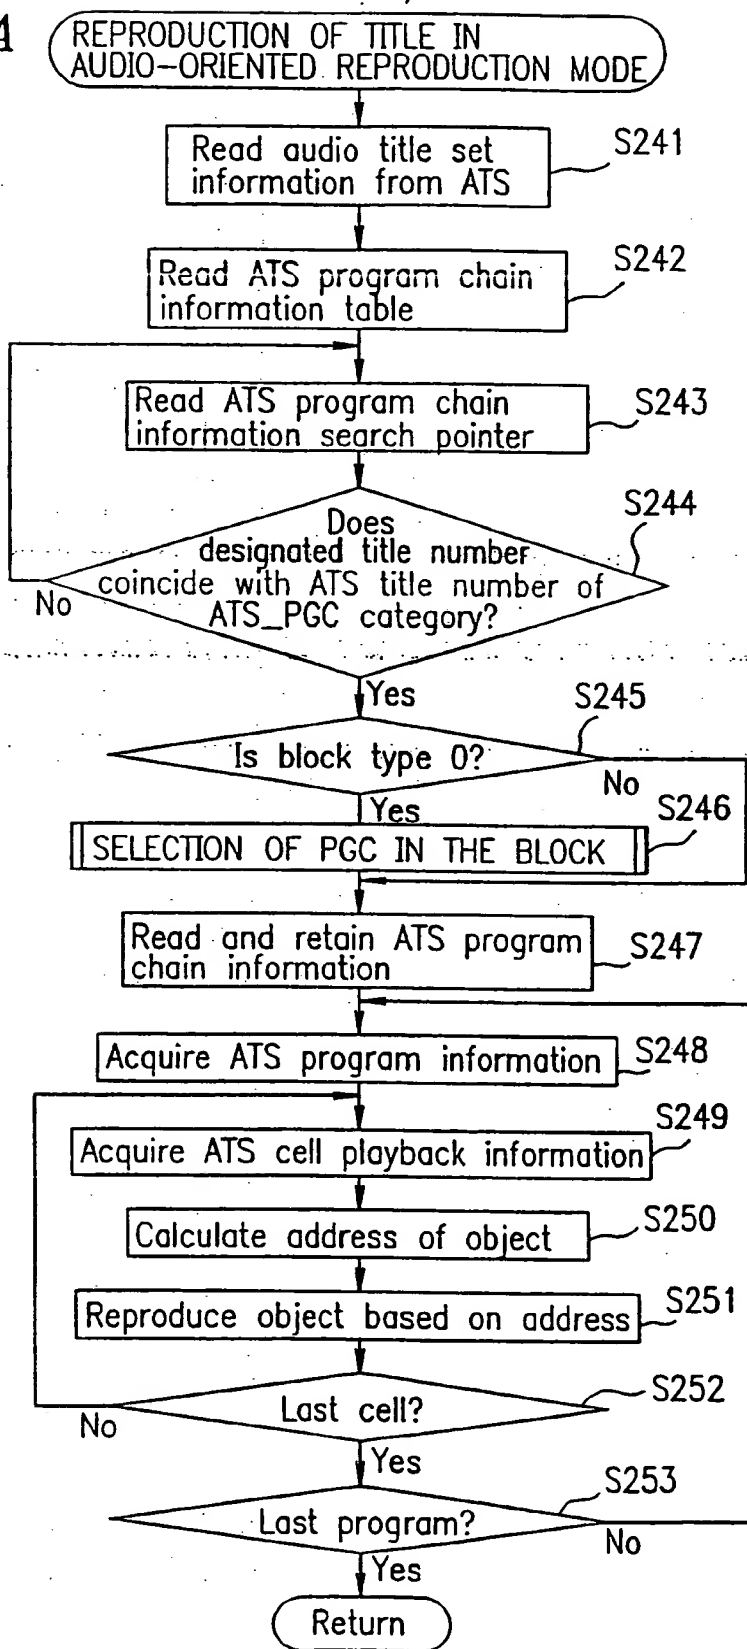 4
REPRODUCTION OF TITLE IN
AUDIO-ORIENTED REPRODUCTION MODE
Read audio title set
information from ATS
S241
Read ATS program chain
information table
S242
Read ATS program chain
information search pointer
S243
Does
designated title number
coincide with ATS title number of
ATS_PGC category?
S244
No
Yes
Is block type 0?
S245
No
Yes
SELECTION OF PGC IN THE BLOCK
S246
Read and retain ATS program
chain information
S247
Acquire ATS program information
S248
Acquire ATS cell playback information
S249
Calculate address of object
S250
Reproduce object based on address
S251
Last cell?
S252
No
Yes
Last program?
S253
No
Yes
Return